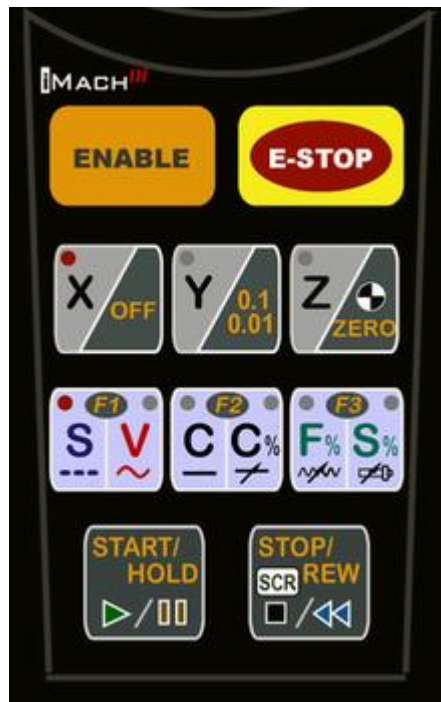 iMACH III
ENABLE
E-STOP
X OFF
Y 0.1
0.01
Z ZERO
F1
S V
F2
C C%
F3
F% S%
START/
HOLD
STOP/
SCR REW